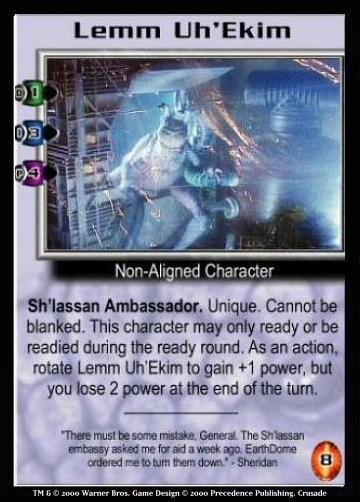 Lemm Uh'Ekim
D 1
I 3
P 4
Non-Aligned Character
Sh'lassan Ambassador. Unique. Cannot be
blanked. This character may only ready or be
readied during the ready round. As an action,
rotate Lemm Uh'Ekim to gain +1 power, but
you lose 2 power at the end of the turn.
"There must be some mistake, General. The Sh'lassan
embassy asked me for aid a week ago. EarthDome
ordered me to turn them down." - Sheridan
8
TM & © 2000 Warner Bros. Game Design © 2000 Precedence Publishing. Crusade